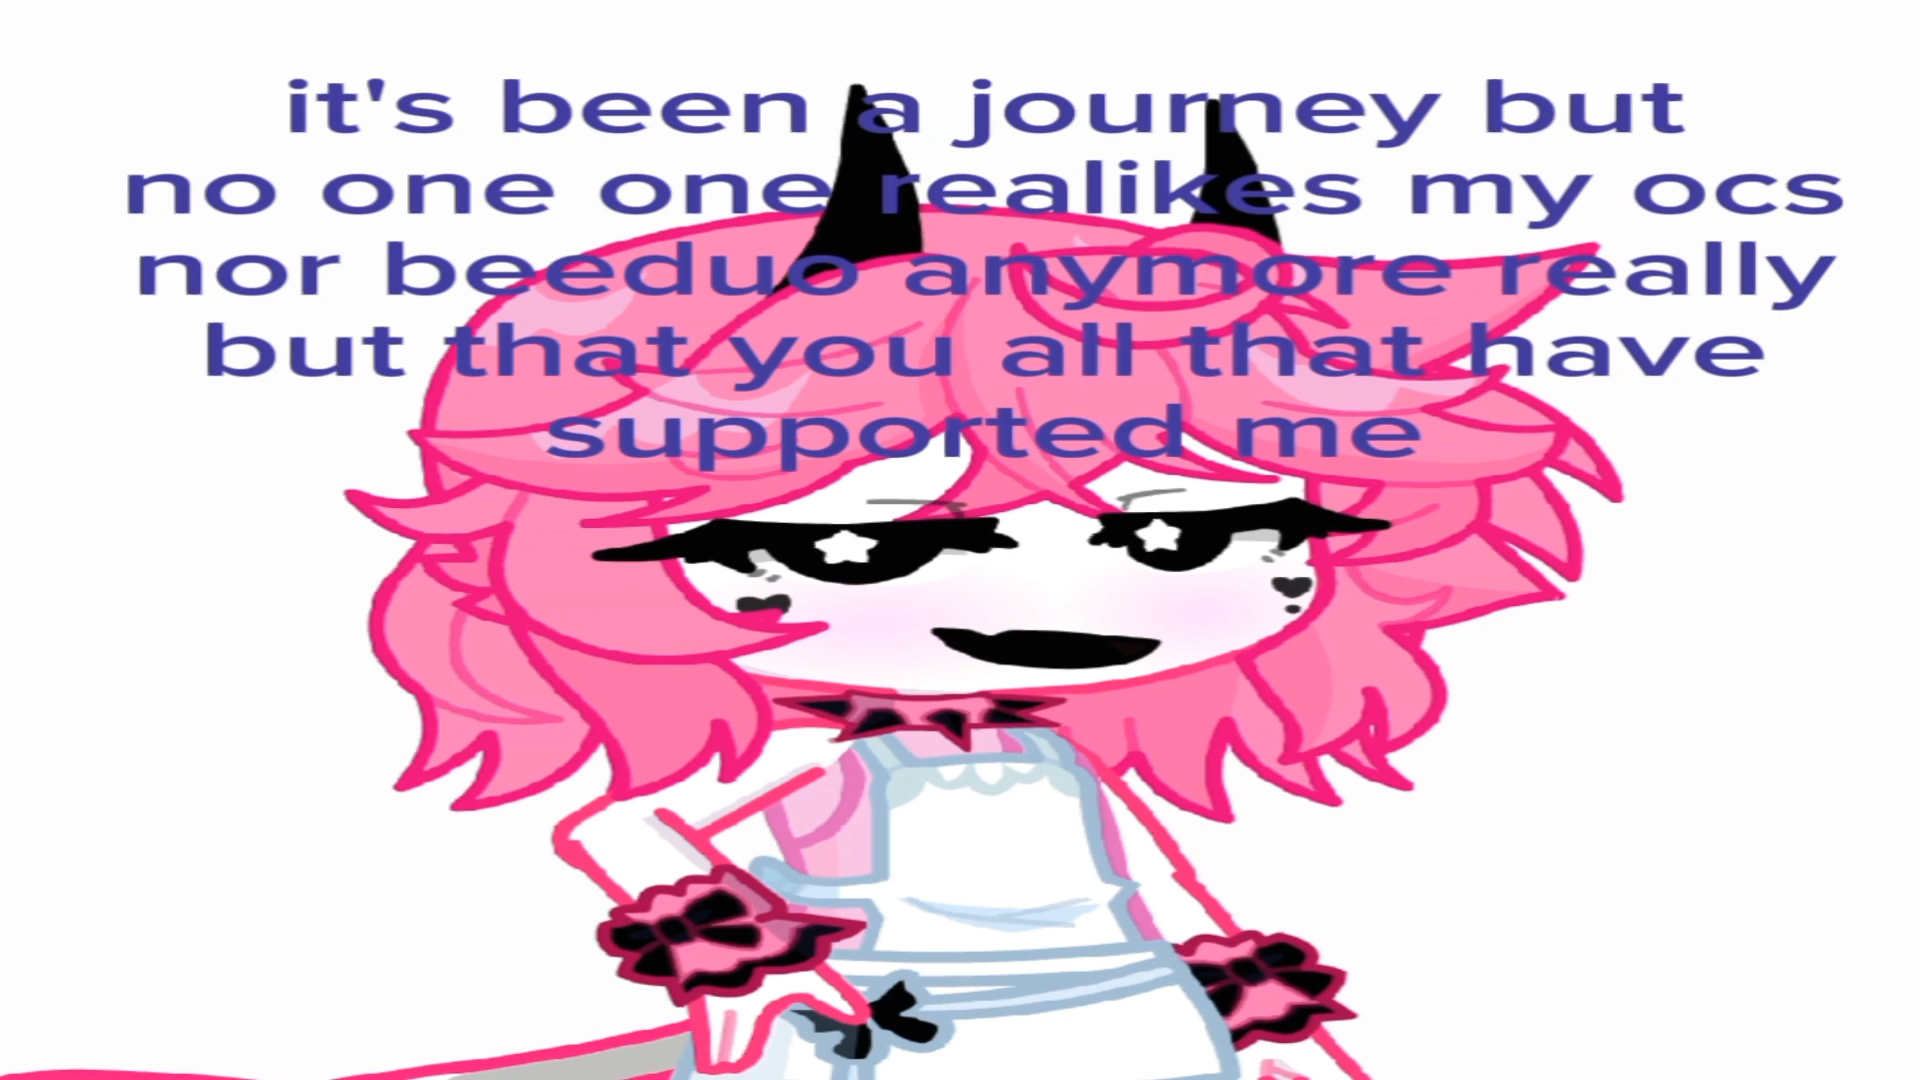 it's been a journey but
no one one realikes my ocs
nor beeduo anymore really
but that you all that have
supported me